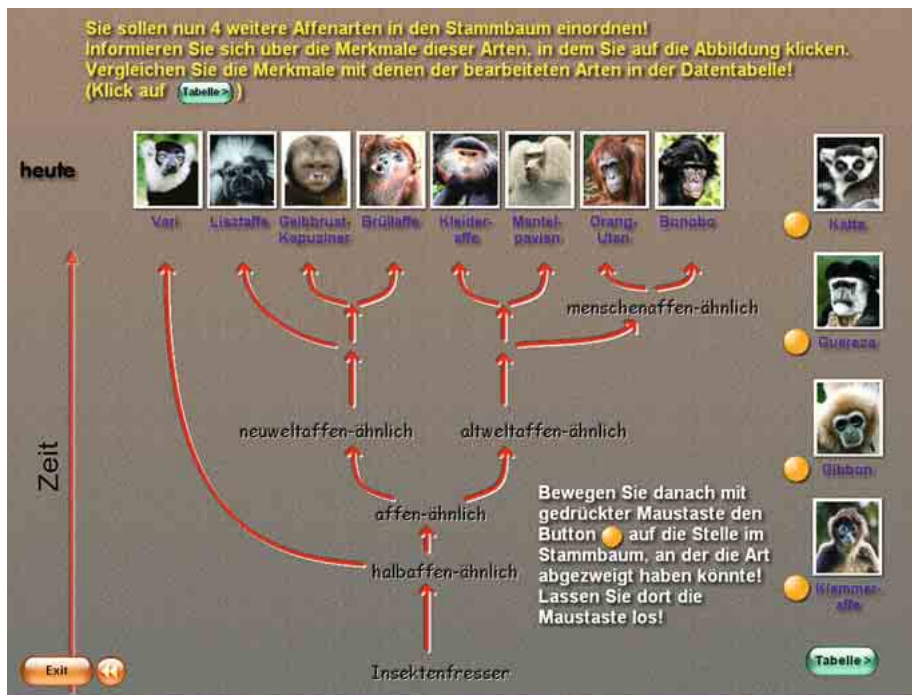 Sie sollen nun 4 weitere Affenarten in den Stammbaum einordnen!
Informieren Sie sich über die Merkmale dieser Arten, in dem Sie auf die Abbildung klicken.
Vergleichen Sie die Merkmale mit denen der bearbeiteten Arten in der Datentabelle!
(Klick auf Tabelle>)
heute
Vari
Lisztaffe
Gelbbrust-
Kapuziner
Brüllaffe
Kleider-
affe
Mantel-
pavian
Orang-
Utan
Bonobo
Katta
menschenaffen-ähnlich
Guereza
neuweltaffen-ähnlich
altweltaffen-ähnlich
Gibbon
Zeit
Bewegen Sie danach mit
gedrückter Maustaste den
Button auf die Stelle im
Stammbaum, an der die Art
abgezweigt haben könnte!
Lassen Sie dort die
Maustaste los!
affen-ähnlich
halbaffen-ähnlich
Klammer-
affe
Insektenfresser
Exit
Tabelle>